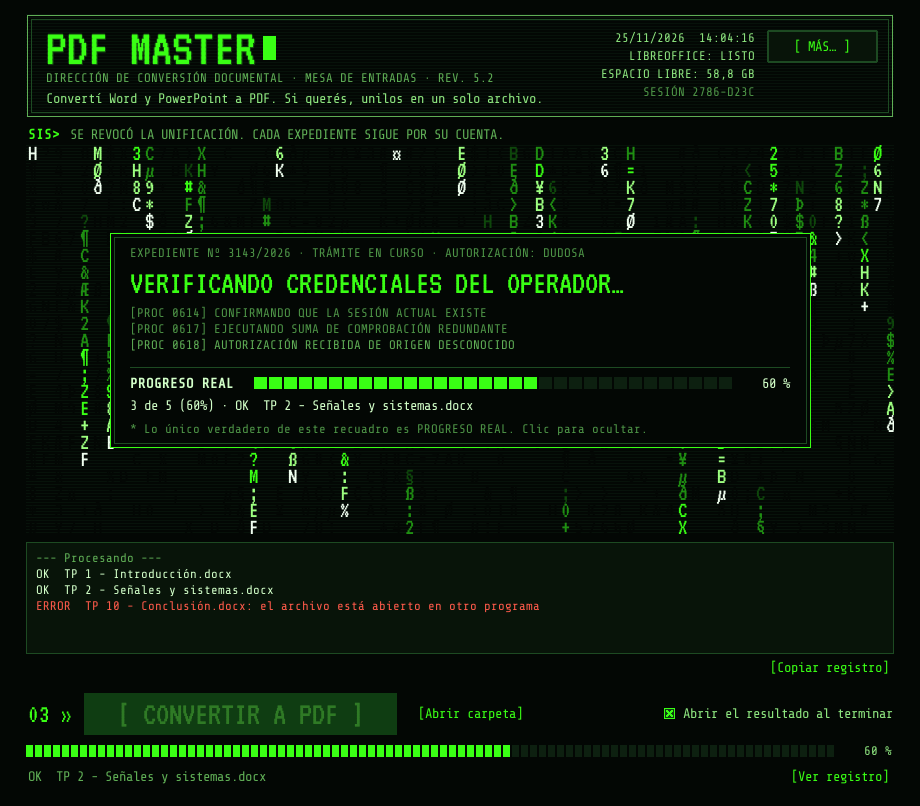 PDF MASTER
DIRECCIÓN DE CONVERSIÓN DOCUMENTAL · MESA DE ENTRADAS · REV. 5.2
Convertí Word y PowerPoint a PDF. Si querés, unilos en un solo archivo.
25/11/2026 14:04:16
LIBREOFFICE: LISTO
ESPACIO LIBRE: 58,8 GB
SESIÓN 2786-D23C
[ MÁS… ]
SIS> SE REVOCÓ LA UNIFICACIÓN. CADA EXPEDIENTE SIGUE POR SU CUENTA.
EXPEDIENTE Nº 3143/2026 · TRÁMITE EN CURSO · AUTORIZACIÓN: DUDOSA
VERIFICANDO CREDENCIALES DEL OPERADOR…
[PROC 0614] CONFIRMANDO QUE LA SESIÓN ACTUAL EXISTE
[PROC 0617] EJECUTANDO SUMA DE COMPROBACIÓN REDUNDANTE
[PROC 0618] AUTORIZACIÓN RECIBIDA DE ORIGEN DESCONOCIDO
PROGRESO REAL 60 %
3 de 5 (60%) · OK TP 2 - Señales y sistemas.docx
* Lo único verdadero de este recuadro es PROGRESO REAL. Clic para ocultar.
--- Procesando ---
OK TP 1 - Introducción.docx
OK TP 2 - Señales y sistemas.docx
ERROR TP 10 - Conclusión.docx: el archivo está abierto en otro programa
[Copiar registro]
03 » [ CONVERTIR A PDF ] [Abrir carpeta] Abrir el resultado al terminar
60 %
OK TP 2 - Señales y sistemas.docx [Ver registro]